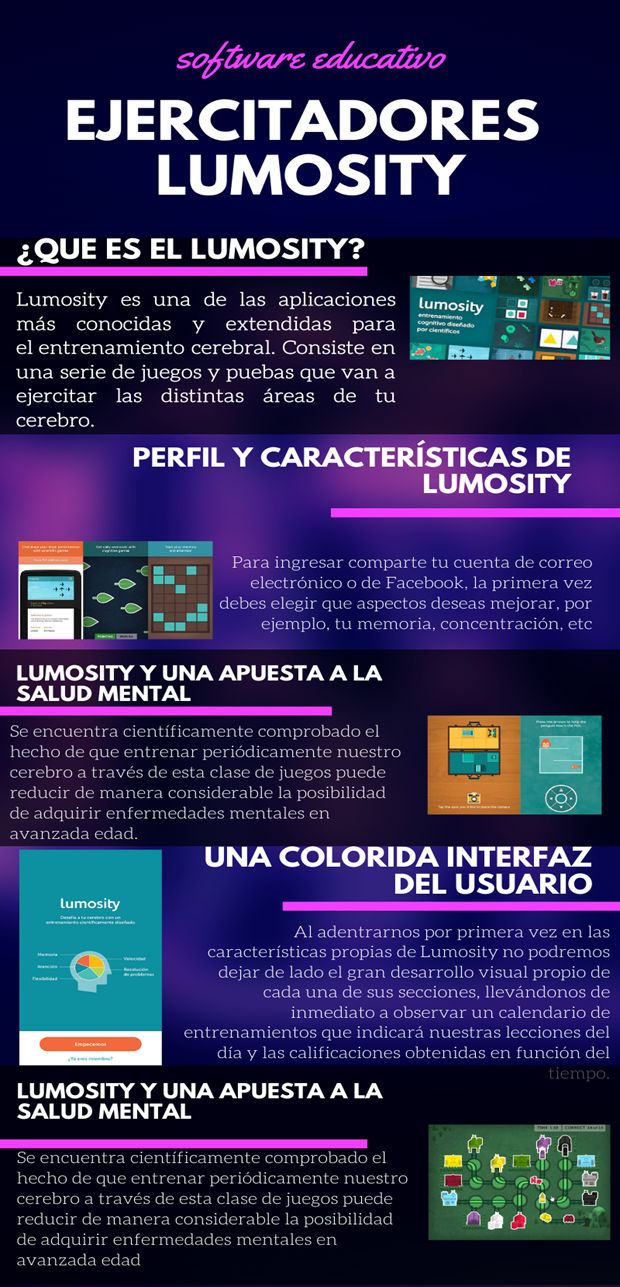 software educativo
EJERCITADORES
LUMOSITY
¿QUE ES EL LUMOSITY?
Lumosity es una de las aplicaciones
más conocidas y extendidas para
el entrenamiento cerebral. Consiste en
una serie de juegos y puebas que van a
ejercitar las distintas áreas de tu
cerebro.
lumosity
entrenamiento
cognitivo diseñado
por científicos
PERFIL Y CARACTERÍSTICAS DE
LUMOSITY
Para ingresar comparte tu cuenta de correo
electrónico o de Facebook, la primera vez
debes elegir que aspectos deseas mejorar, por
ejemplo, tu memoria, concentración, etc
LUMOSITY Y UNA APUESTA A LA
SALUD MENTAL
Se encuentra científicamente comprobado el
hecho de que entrenar periódicamente nuestro
cerebro a través de esta clase de juegos puede
reducir de manera considerable la posibilidad
de adquirir enfermedades mentales en
avanzada edad.
UNA COLORIDA INTERFAZ
DEL USUARIO
lumosity
Desafía a tu cerebro con un
entrenamiento científicamente diseñado
Memoria
Atención
Flexibilidad
Velocidad
Resolución
de problemas
Empecemos
¿Ya eres miembro?
Al adentrarnos por primera vez en las
características propias de Lumosity no podremos
dejar de lado el gran desarrollo visual propio de
cada una de sus secciones, llevándonos de
inmediato a observar un calendario de
entrenamientos que indicará nuestras lecciones del
día y las calificaciones obtenidas en función del
tiempo.
LUMOSITY Y UNA APUESTA A LA
SALUD MENTAL
Se encuentra científicamente comprobado el
hecho de que entrenar periódicamente nuestro
cerebro a través de esta clase de juegos puede
reducir de manera considerable la posibilidad
de adquirir enfermedades mentales en
avanzada edad